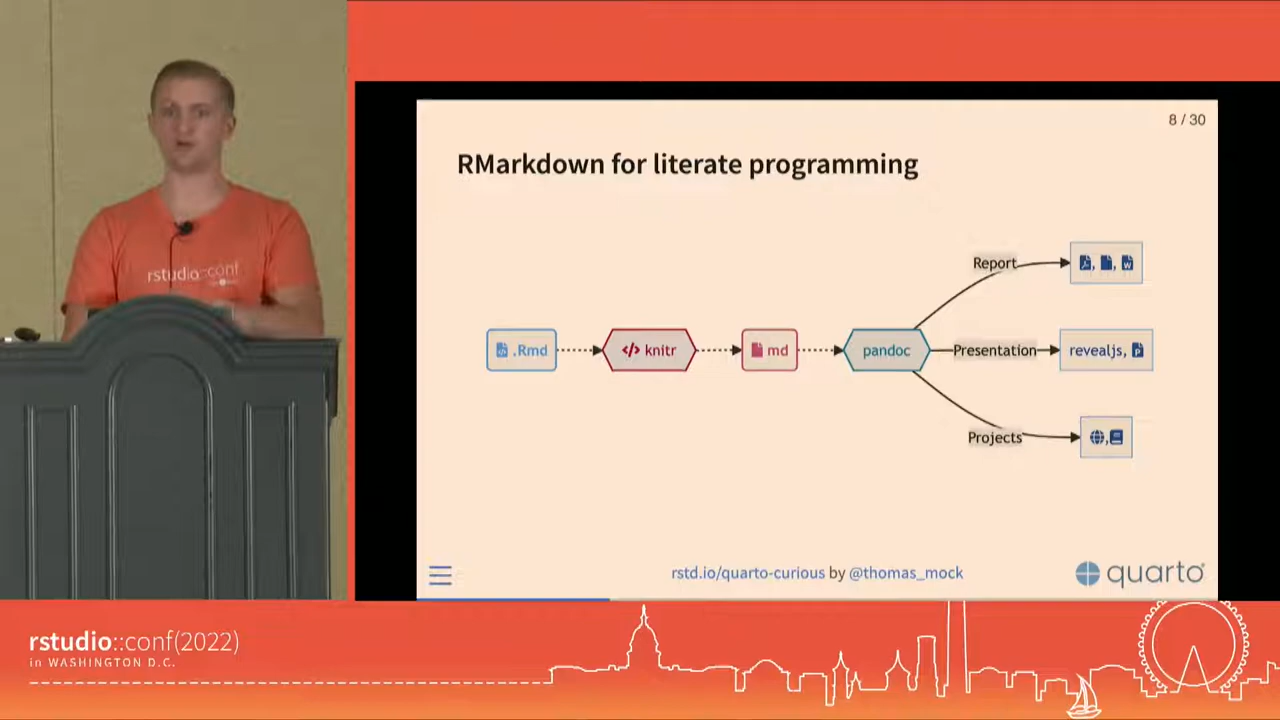 8 / 30
RMarkdown for literate programming
Report
.Rmd
knitr
md
pandoc
Presentation
revealjs,
Projects
rstd.io/quarto-curious by @thomas_mock
quarto
rstudio::conf
rstudio::conf(2022)
in WASHINGTON D.C.